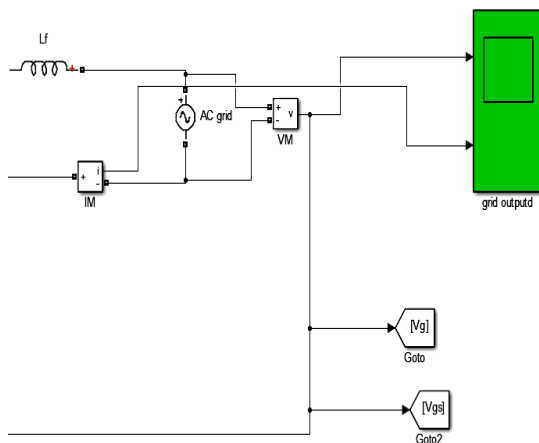 Lf
+
+
-
v
AC grid
VM
+
i
-
IM
grid outputd
[Vg]
Goto
[Vgs]
Goto2